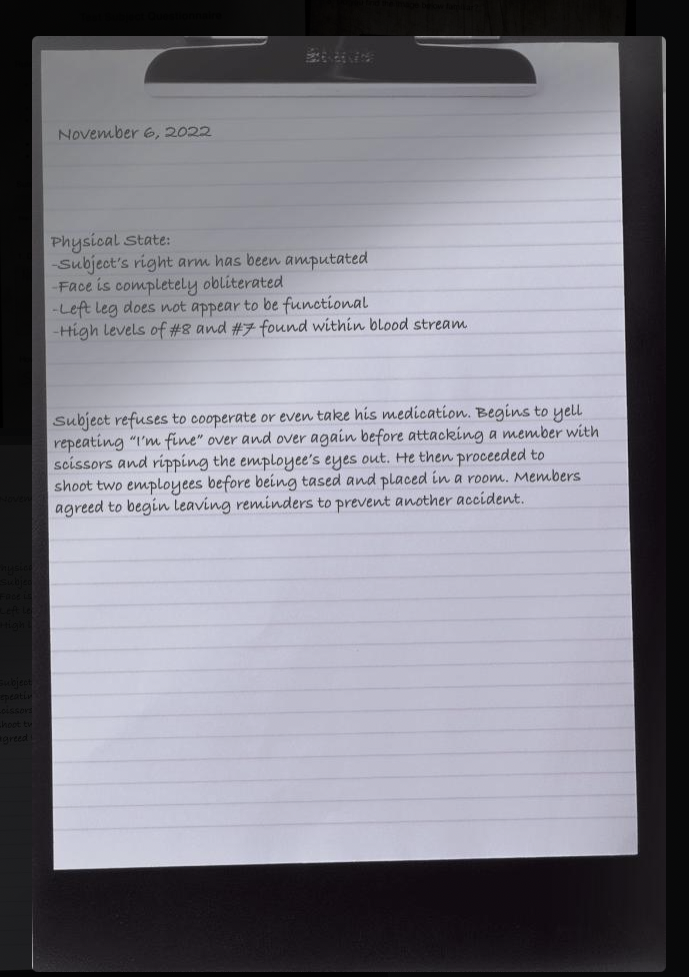 November 6, 2022
Physical State:
-Subject's right arm has been amputated
-Face is completely obliterated
-Left leg does not appear to be functional
-High levels of #8 and #7 found within blood stream
Subject refuses to cooperate or even take his medication. Begins to yell
repeating "I'm fine" over and over again before attacking a member with
scissors and ripping the employee's eyes out. He then proceeded to
shoot two employees before being tased and placed in a room. Members
agreed to begin leaving reminders to prevent another accident.